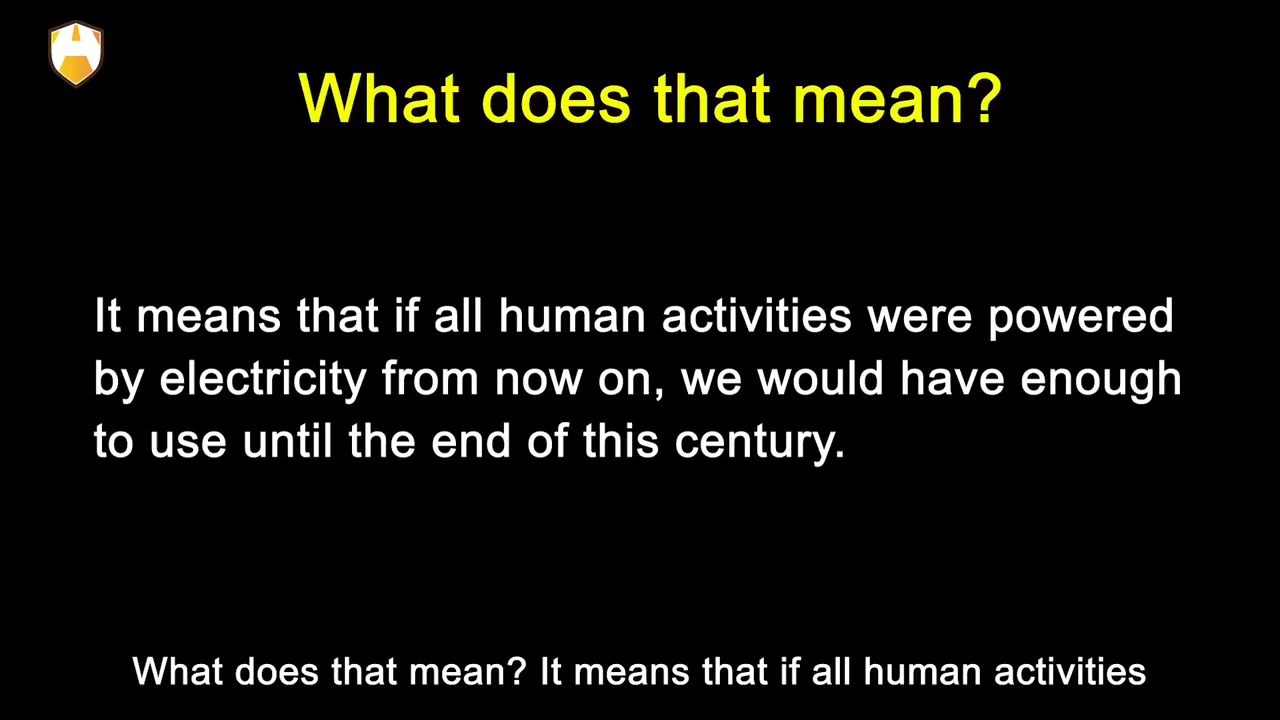 What does that mean?
It means that if all human activities were powered
by electricity from now on, we would have enough
to use until the end of this century.
What does that mean? It means that if all human activities